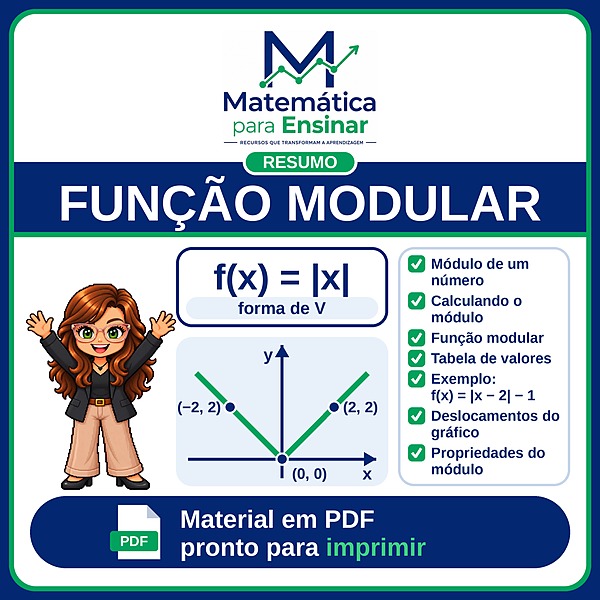 M
Matemática
para Ensinar
RECURSOS QUE TRANSFORMAM A APRENDIZAGEM
RESUMO
FUNÇÃO MODULAR
f(x) = |x|
forma de V
y
(−2, 2)
(2, 2)
(0, 0)
x
Módulo de um
número
Calculando o
módulo
Função modular
Tabela de valores
Exemplo:
f(x) = |x − 2| − 1
Deslocamentos do
gráfico
Propriedades do
módulo
PDF
Material em PDF
pronto para imprimir